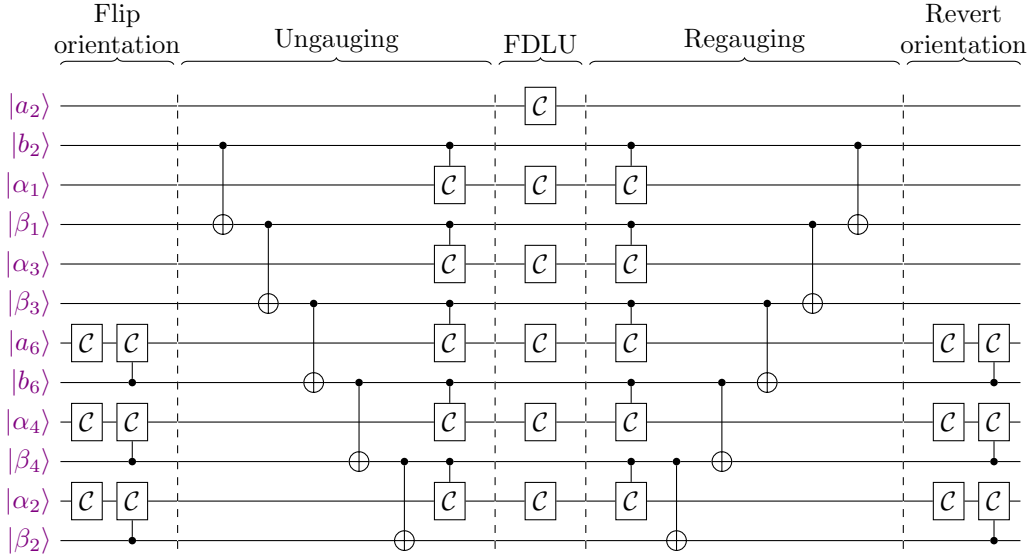 Flip orientation
Ungauging
FDLU
Regauging
Revert orientation
|a₂⟩ C
|b₂⟩
|α₁⟩ C C C
|β₁⟩
|α₃⟩ C C C
|β₃⟩
|a₆⟩ C C C C C C C
|b₆⟩
|α₄⟩ C C C C C C C
|β₄⟩
|α₂⟩ C C C C C C C
|β₂⟩